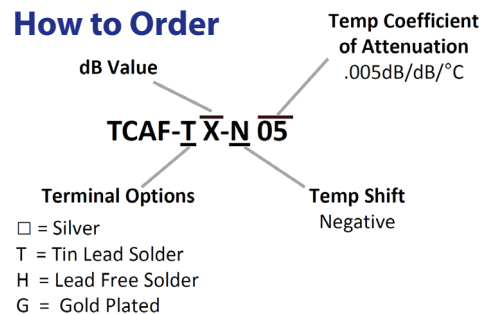 How to Order
Temp Coefficient
of Attenuation
.005dB/dB/°C
dB Value
TCAF-T X-N 05
Terminal Options
□ = Silver
T = Tin Lead Solder
H = Lead Free Solder
G = Gold Plated
Temp Shift
Negative